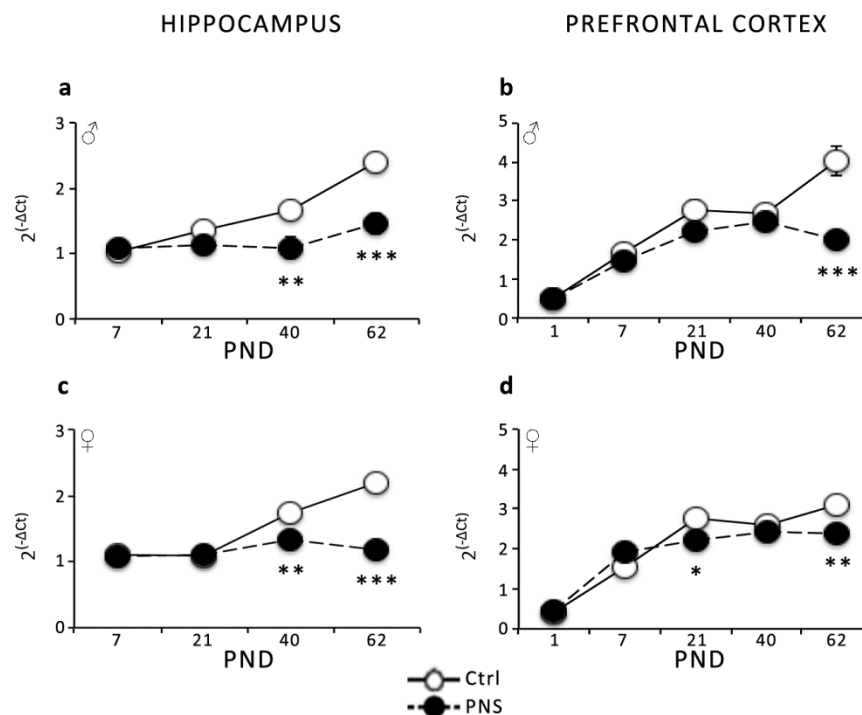 HIPPOCAMPUS
PREFRONTAL CORTEX
a
3
2
1
0
♂
2^(-ΔCt)
**
***
7 21 40 62
PND
b
5
4
3
2
1
0
♂
2^(-ΔCt)
***
1 7 21 40 62
PND
c
3
2
1
0
♀
2^(-ΔCt)
**
***
7 21 40 62
PND
d
5
4
3
2
1
0
♀
2^(-ΔCt)
*
**
1 7 21 40 62
PND
Ctrl
PNS